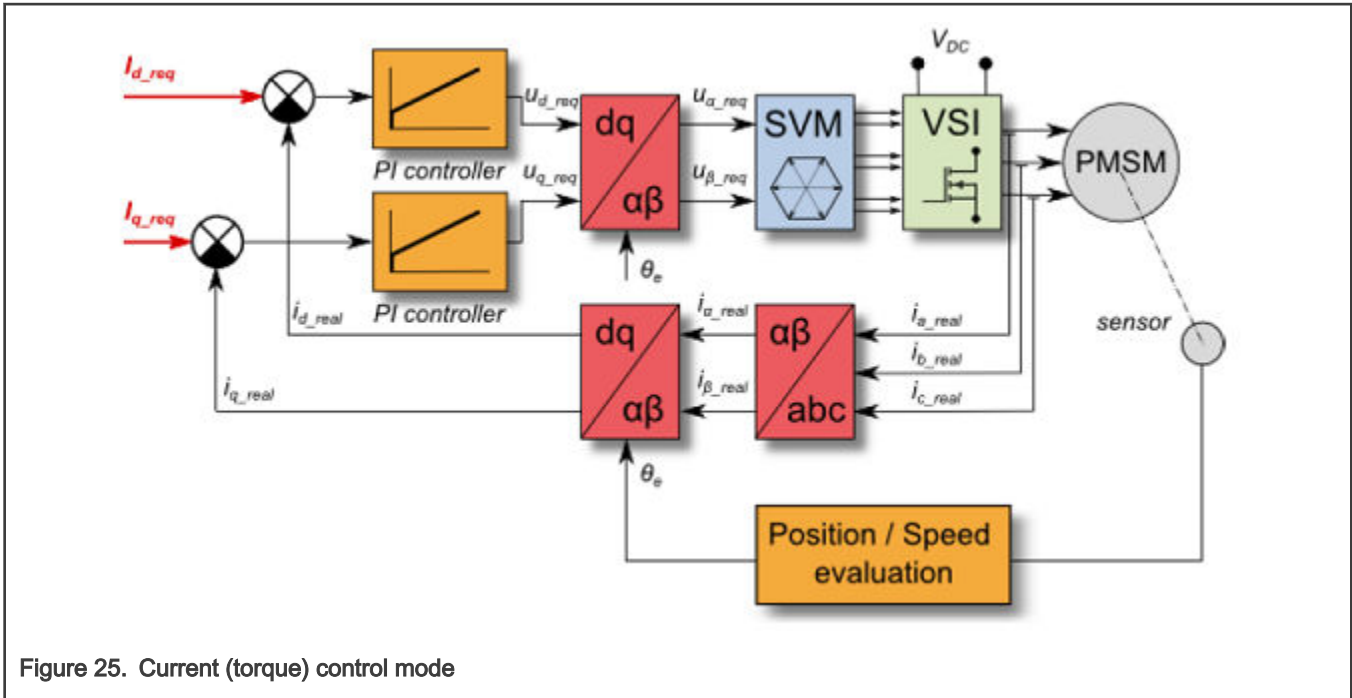 V_DC
I_d_req
u_d_req
u_α_req
dq
αβ
SVM
VSI
PMSM
PI controller
u_q_req
u_β_req
I_q_req
θ_e
i_d_real
PI controller
i_α_real
i_a_real
sensor
dq
αβ
αβ
abc
i_b_real
i_q_real
i_β_real
i_c_real
θ_e
Position / Speed
evaluation
Figure 25. Current (torque) control mode